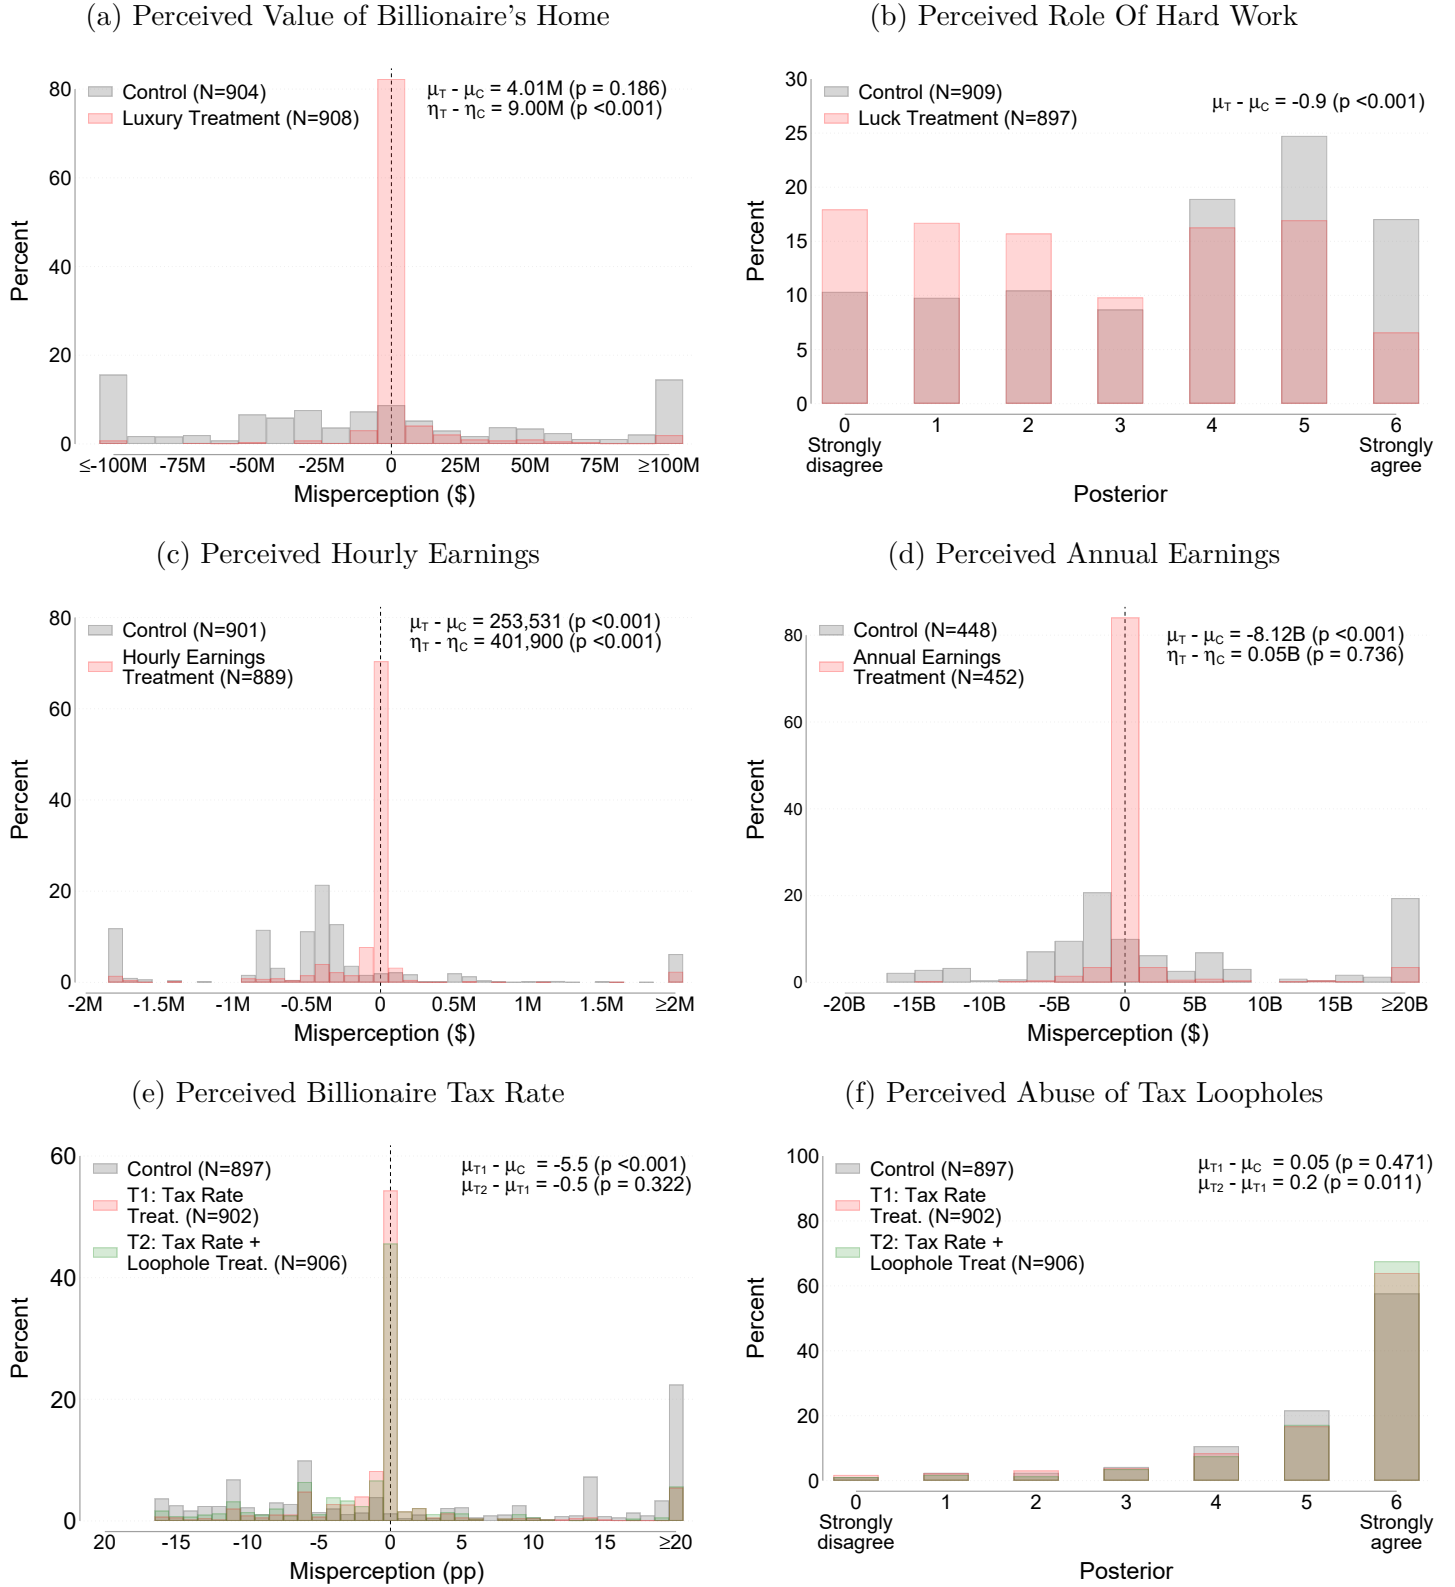 (a) Perceived Value of Billionaire's Home
Control (N=904)
Luxury Treatment (N=908)
μT - μC = 4.01M (p = 0.186)
ηT - ηC = 9.00M (p <0.001)
Percent
80
60
40
20
0
≤-100M -75M -50M -25M 0 25M 50M 75M ≥100M
Misperception ($)
(b) Perceived Role Of Hard Work
Control (N=909)
Luck Treatment (N=897)
μT - μC = -0.9 (p <0.001)
Percent
30
25
20
15
10
5
0
0 1 2 3 4 5 6
Strongly disagree
Strongly agree
Posterior
(c) Perceived Hourly Earnings
Control (N=901)
Hourly Earnings
Treatment (N=889)
μT - μC = 253,531 (p <0.001)
ηT - ηC = 401,900 (p <0.001)
Percent
80
60
40
20
0
-2M -1.5M -1M -0.5M 0 0.5M 1M 1.5M ≥2M
Misperception ($)
(d) Perceived Annual Earnings
Control (N=448)
Annual Earnings
Treatment (N=452)
μT - μC = -8.12B (p <0.001)
ηT - ηC = 0.05B (p = 0.736)
Percent
80
60
40
20
0
-20B -15B -10B -5B 0 5B 10B 15B ≥20B
Misperception ($)
(e) Perceived Billionaire Tax Rate
Control (N=897)
T1: Tax Rate
Treat. (N=902)
T2: Tax Rate +
Loophole Treat. (N=906)
μT1 - μC = -5.5 (p <0.001)
μT2 - μT1 = -0.5 (p = 0.322)
Percent
60
40
20
0
20 -15 -10 -5 0 5 10 15 ≥20
Misperception (pp)
(f) Perceived Abuse of Tax Loopholes
Control (N=897)
T1: Tax Rate
Treat. (N=902)
T2: Tax Rate +
Loophole Treat (N=906)
μT1 - μC = 0.05 (p = 0.471)
μT2 - μT1 = 0.2 (p = 0.011)
Percent
100
80
60
40
20
0
0 1 2 3 4 5 6
Strongly disagree
Strongly agree
Posterior